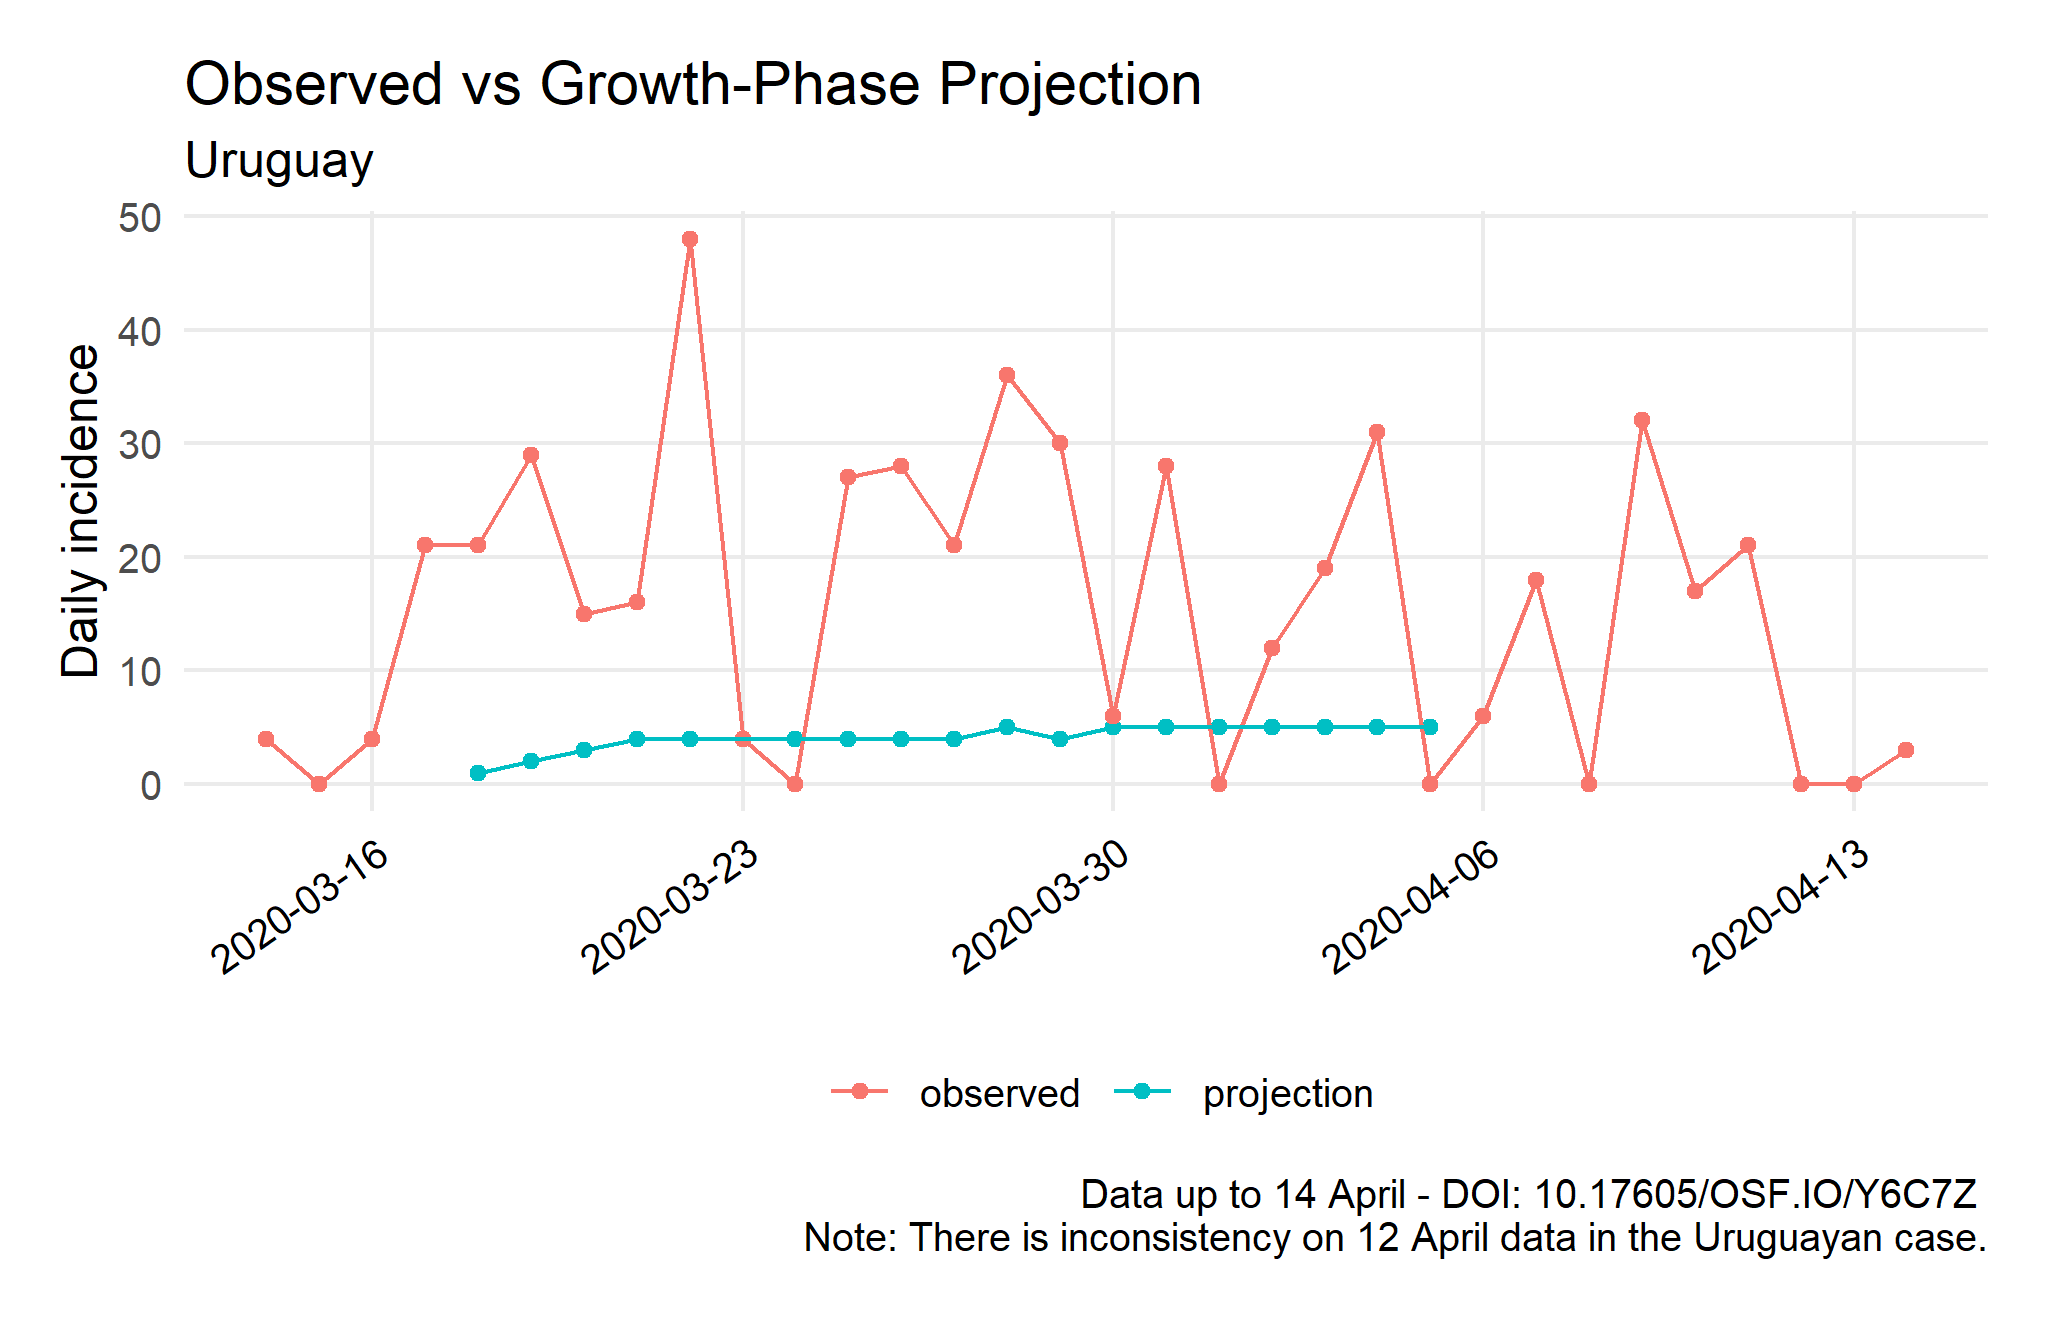 Observed vs Growth-Phase Projection
Uruguay
Daily incidence
50
40
30
20
10
0
2020-03-16
2020-03-23
2020-03-30
2020-04-06
2020-04-13
observed
projection
Data up to 14 April - DOI: 10.17605/OSF.IO/Y6C7Z
Note: There is inconsistency on 12 April data in the Uruguayan case.